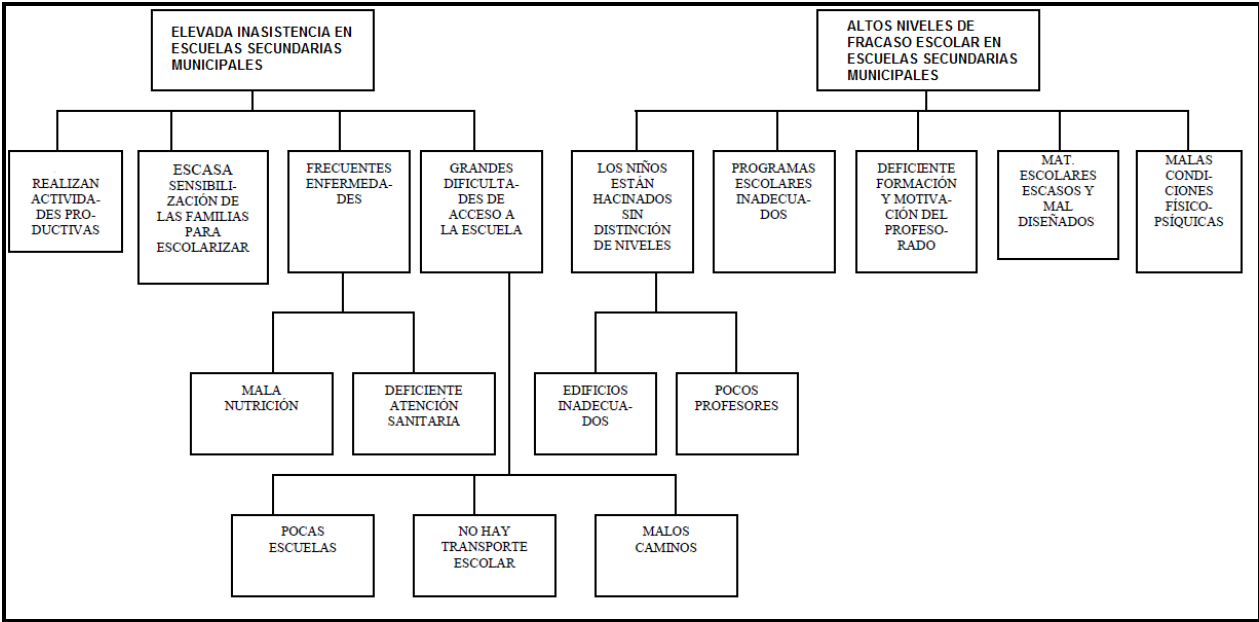 ELEVADA INASISTENCIA EN
ESCUELAS SECUNDARIAS
MUNICIPALES
ALTOS NIVELES DE
FRACASO ESCOLAR EN
ESCUELAS SECUNDARIAS
MUNICIPALES
REALIZAN
ACTIVIDA-
DES PRO-
DUCTIVAS
ESCASA
SENSIBILI-
ZACIÓN DE
LAS FAMILIAS
PARA
ESCOLARIZAR
FRECUENTES
ENFERMEDA-
DES
GRANDES
DIFICULTA-
DES DE
ACCESO A
LA ESCUELA
LOS NIÑOS
ESTÁN
HACINADOS
SIN
DISTINCIÓN
DE NIVELES
PROGRAMAS
ESCOLARES
INADECUA-
DOS
DEFICIENTE
FORMACIÓN
Y MOTIVA-
CIÓN DEL
PROFESO-
RADO
MAT.
ESCOLARES
ESCASOS Y
MAL
DISEÑADOS
MALAS
CONDI-
CIONES
FÍSICO-
PSÍQUICAS
MALA
NUTRICIÓN
DEFICIENTE
ATENCIÓN
SANITARIA
EDIFICIOS
INADECUA-
DOS
POCOS
PROFESORES
POCAS
ESCUELAS
NO HAY
TRANSPORTE
ESCOLAR
MALOS
CAMINOS